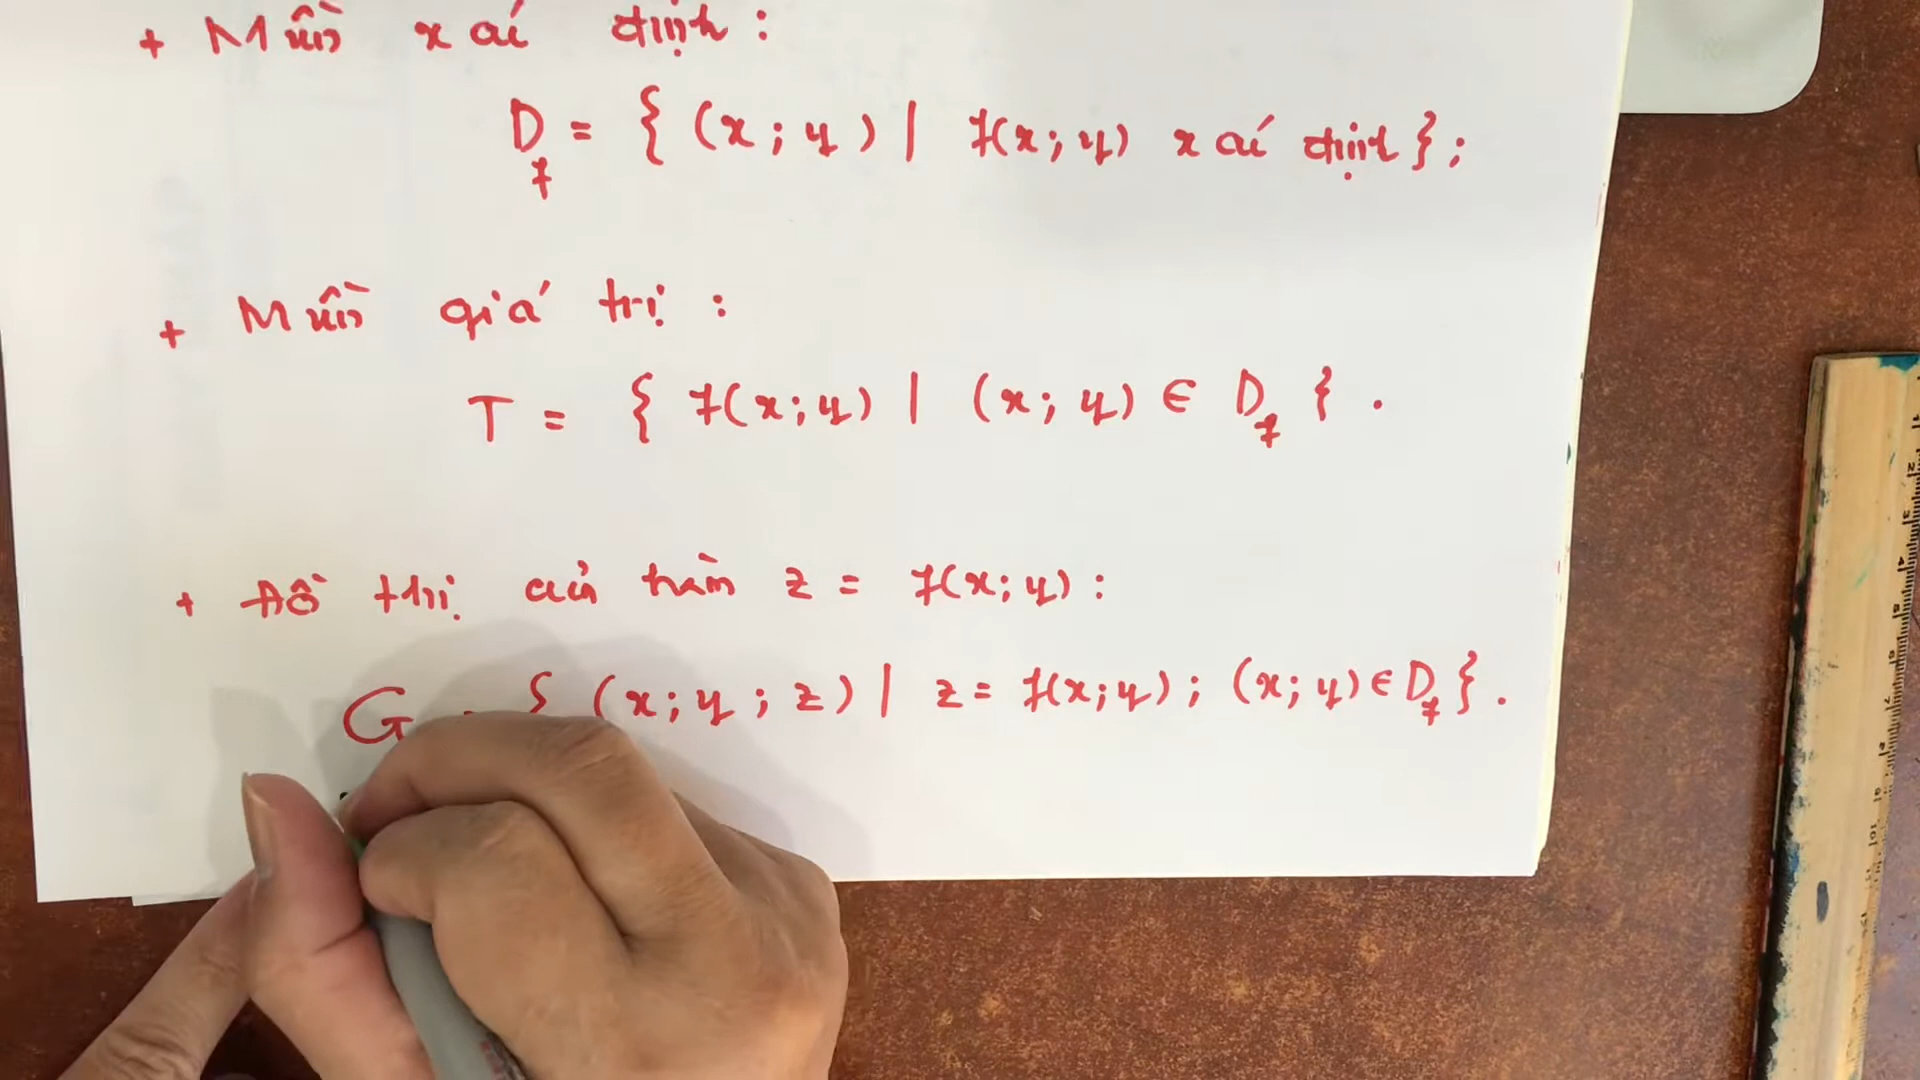 + Miền xác định:
D_f = { (x; y) | f(x; y) xác định };
+ Miền giá trị:
T = { f(x; y) | (x; y) ∈ D_f }.
+ Đồ thị của hàm z = f(x; y):
G = { (x; y; z) | z = f(x; y); (x; y) ∈ D_f }.